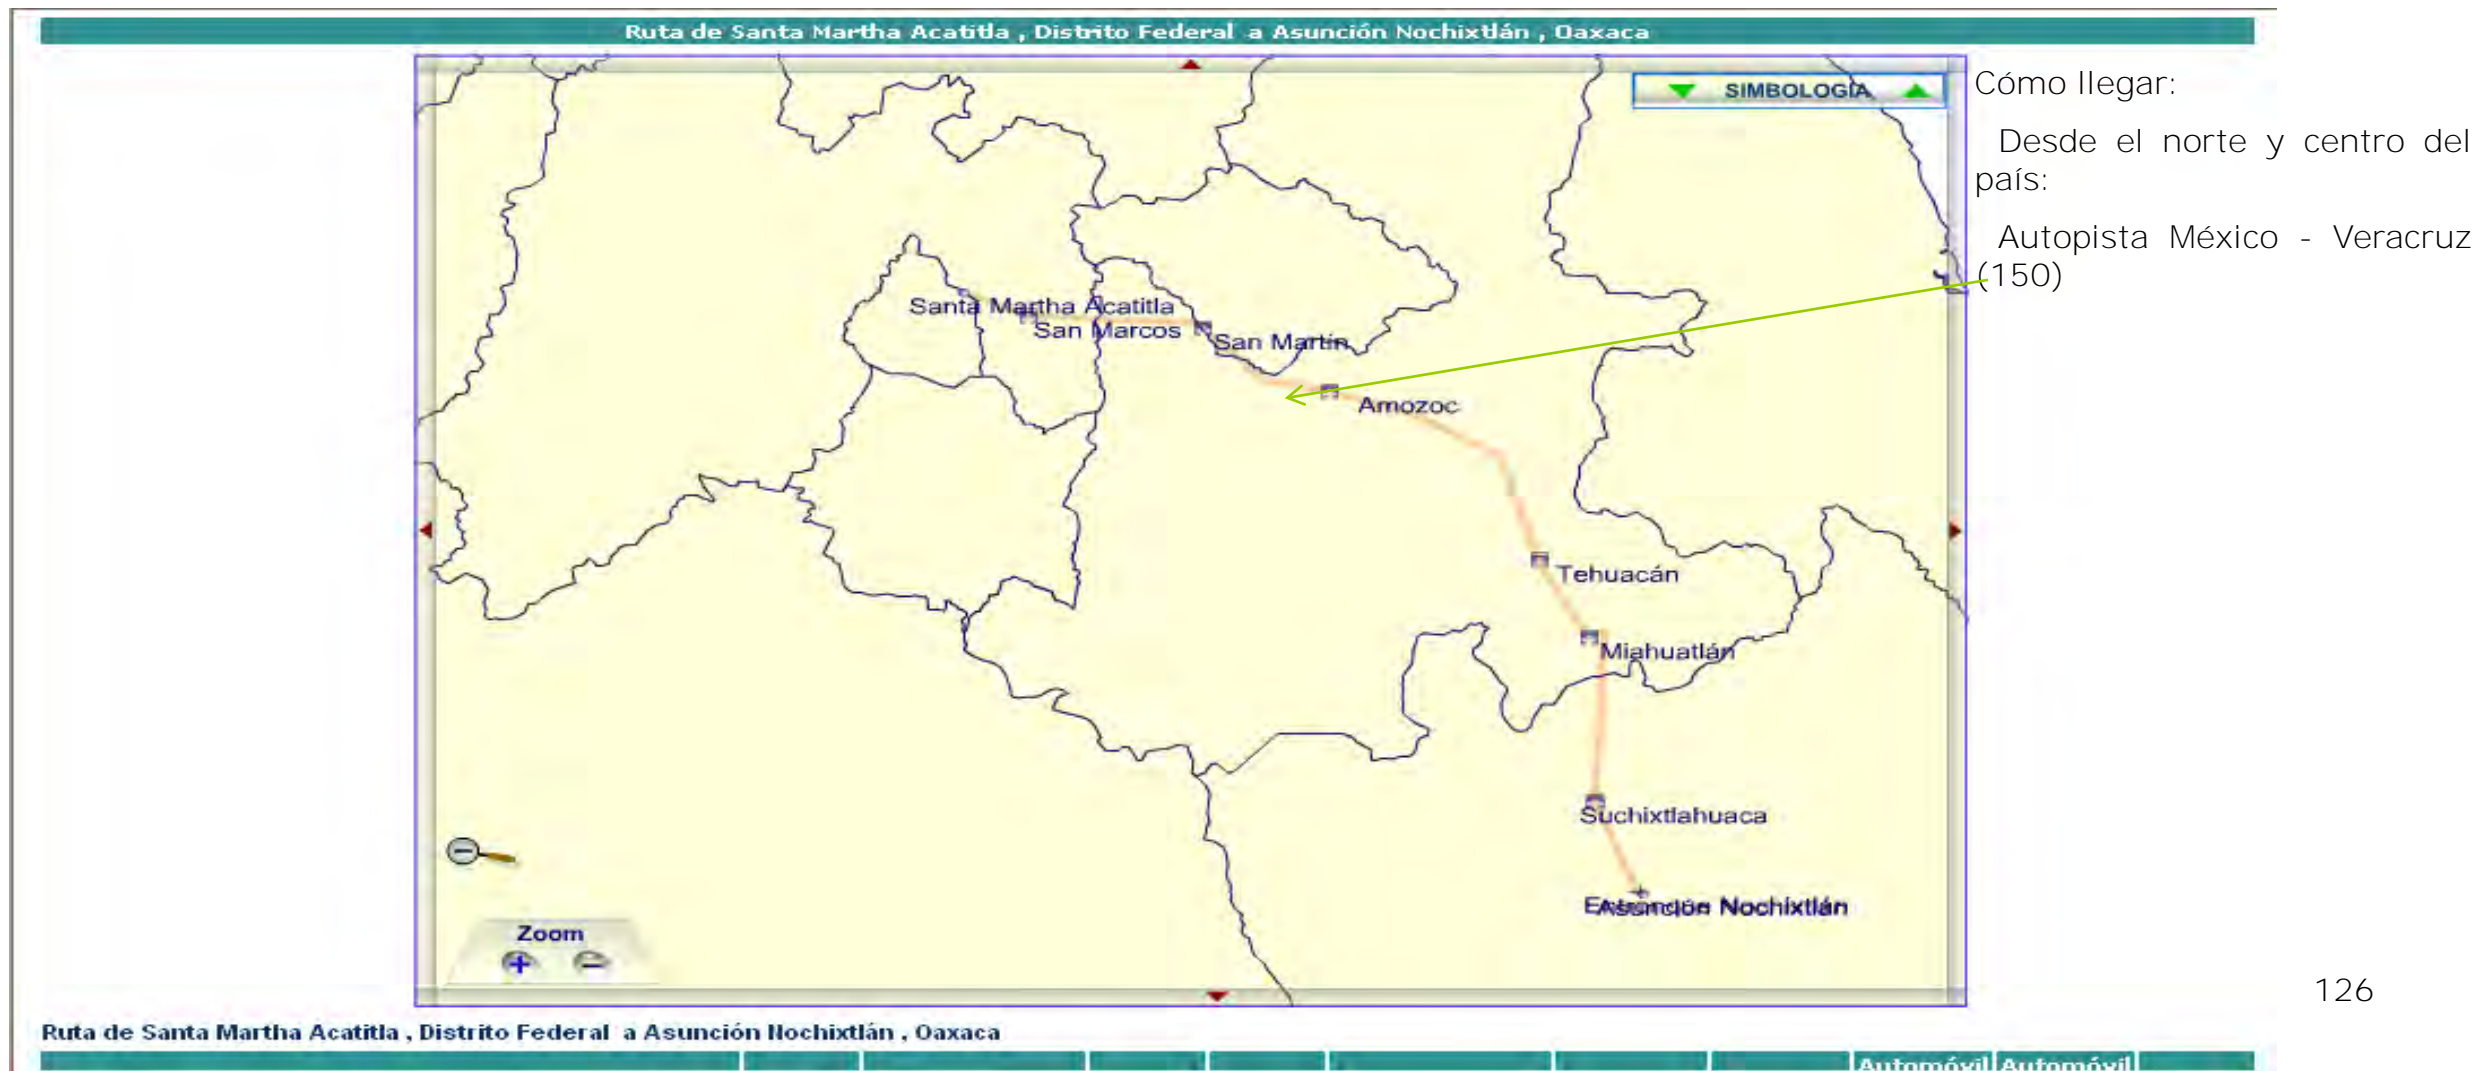 Ruta de Santa Martha Acatitla , Distrito Federal a Asunción Nochixtlán , Oaxaca
SIMBOLOGÍA
Cómo llegar:
Desde el norte y centro del
país:
Autopista México - Veracruz
(150)
Santa Martha Acatitla
San Marcos
San Martín
Amozoc
Tehuacán
Miahuatlán
Suchixtlahuaca
Asunción Nochixtlán
Zoom
126
Ruta de Santa Martha Acatitla , Distrito Federal a Asunción Nochixtlán , Oaxaca
Automóvil Automóvil